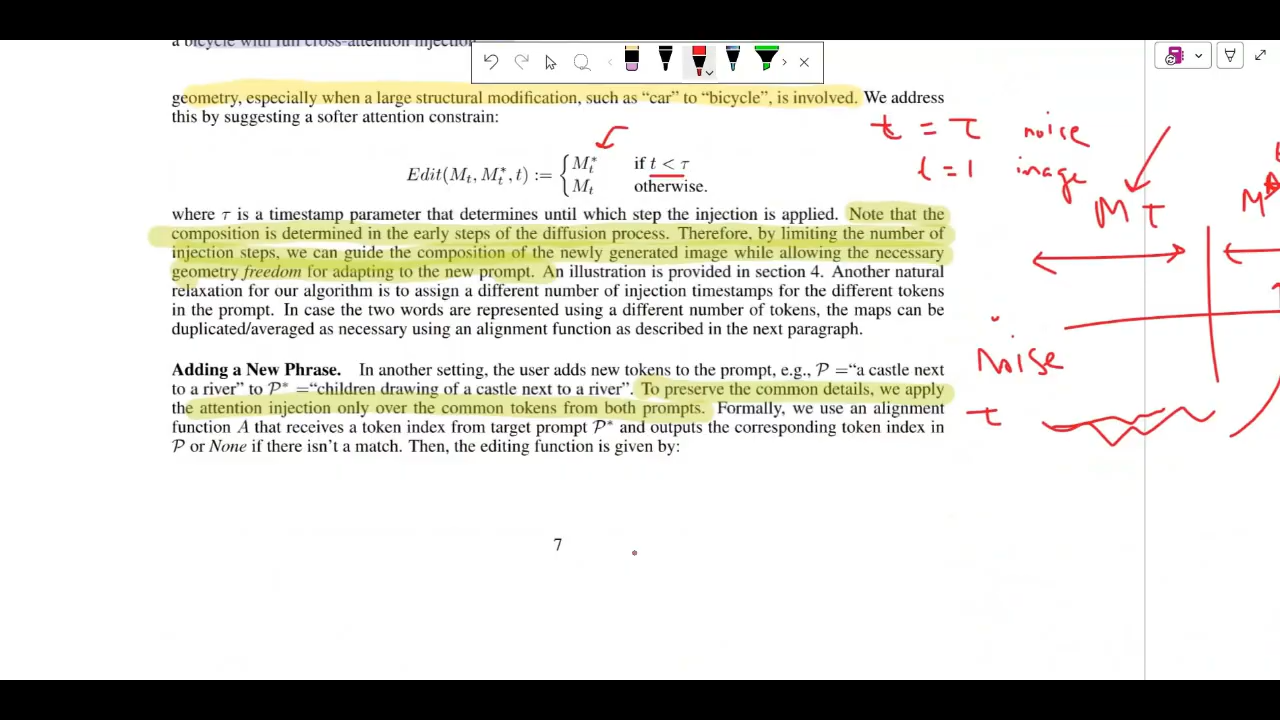 a bicycle with full cross-attention injection
geometry, especially when a large structural modification, such as “car” to “bicycle”, is involved. We address
this by suggesting a softer attention constrain:
Edit(M_t, M_t^*, t) := { M_t^* if t < τ
M_t otherwise.
where τ is a timestamp parameter that determines until which step the injection is applied. Note that the
composition is determined in the early steps of the diffusion process. Therefore, by limiting the number of
injection steps, we can guide the composition of the newly generated image while allowing the necessary
geometry freedom for adapting to the new prompt. An illustration is provided in section 4. Another natural
relaxation for our algorithm is to assign a different number of injection timestamps for the different tokens
in the prompt. In case the two words are represented using a different number of tokens, the maps can be
duplicated/averaged as necessary using an alignment function as described in the next paragraph.
Adding a New Phrase. In another setting, the user adds new tokens to the prompt, e.g., P =“a castle next
to a river” to P* =“children drawing of a castle next to a river”. To preserve the common details, we apply
the attention injection only over the common tokens from both prompts. Formally, we use an alignment
function A that receives a token index from target prompt P* and outputs the corresponding token index in
P or None if there isn’t a match. Then, the editing function is given by:
7
t = τ noise
t = 1 image
M τ
Noise
τ